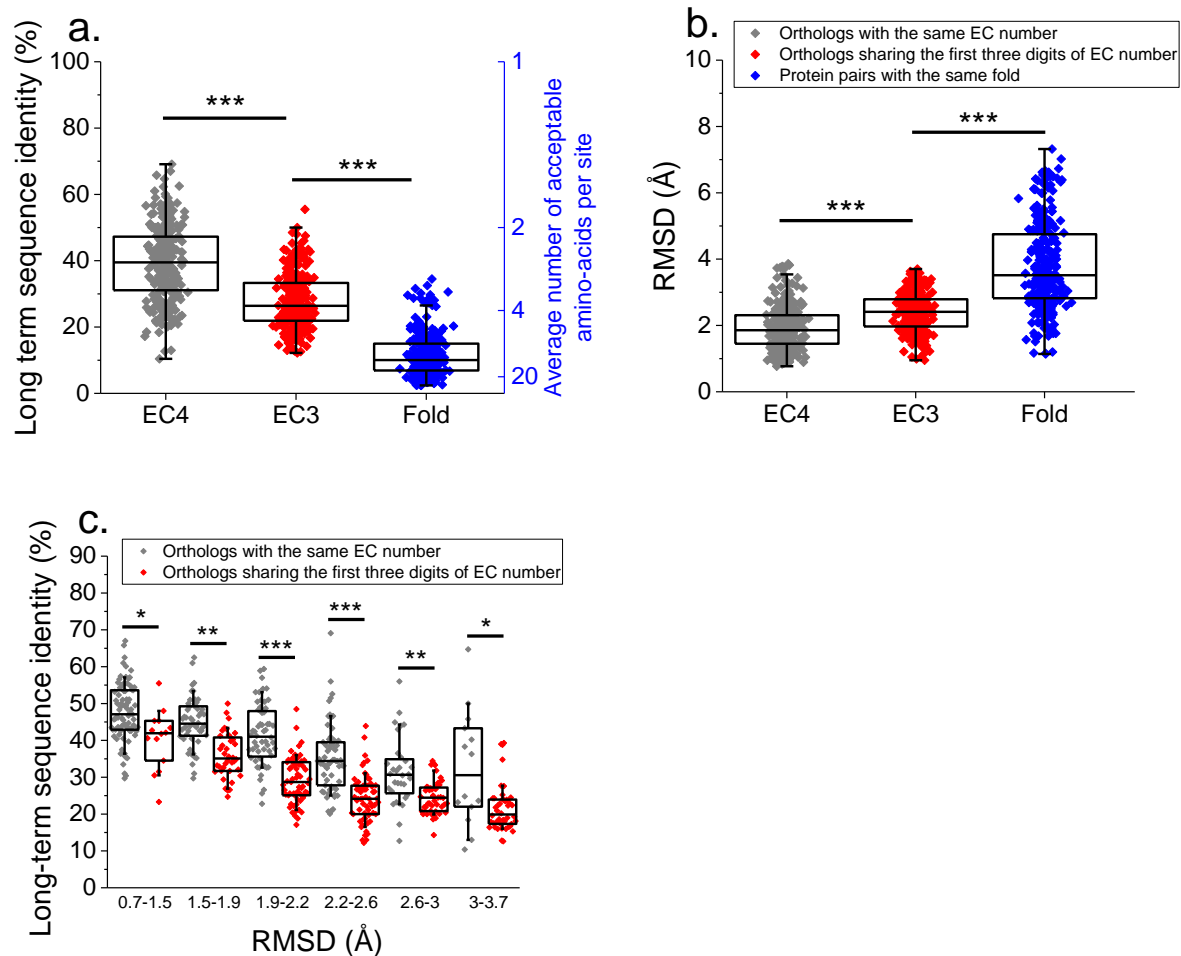 a.
Long term sequence identity (%)
100
80
60
40
20
0
***
***
EC4
EC3
Fold
1
2
4
20
Average number of acceptable
amino-acids per site
b.
Orthologs with the same EC number
Orthologs sharing the first three digits of EC number
Protein pairs with the same fold
RMSD (Å)
10
8
6
4
2
0
***
***
EC4
EC3
Fold
c.
Orthologs with the same EC number
Orthologs sharing the first three digits of EC number
Long-term sequence identity (%)
90
80
70
60
50
40
30
20
10
0
*
**
***
***
**
*
0.7-1.5
1.5-1.9
1.9-2.2
2.2-2.6
2.6-3
3-3.7
RMSD (Å)